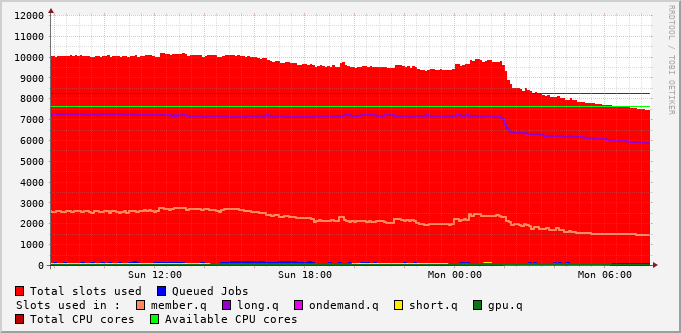 12000
11000
10000
9000
8000
7000
6000
5000
4000
3000
2000
1000
0
Sun 12:00 Sun 18:00 Mon 00:00 Mon 06:00
RRDTOOL / TOBI OETIKER
Total slots used Queued Jobs
Slots used in : member.q long.q ondemand.q short.q gpu.q
Total CPU cores Available CPU cores